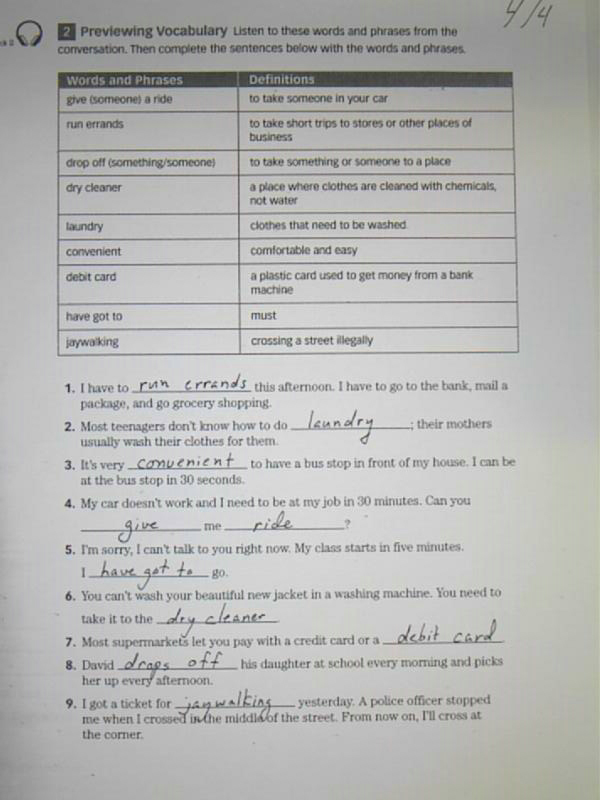 4/4
2 Previewing Vocabulary Listen to these words and phrases from the
conversation. Then complete the sentences below with the words and phrases.
Words and Phrases Definitions
give (someone) a ride to take someone in your car
run errands to take short trips to stores or other places of
business
drop off (something/someone) to take something or someone to a place
dry cleaner a place where clothes are cleaned with chemicals,
not water
laundry clothes that need to be washed
convenient comfortable and easy
debit card a plastic card used to get money from a bank
machine
have got to must
jaywalking crossing a street illegally
1. I have to run errands this afternoon. I have to go to the bank, mail a
package, and go grocery shopping.
2. Most teenagers don't know how to do laundry; their mothers
usually wash their clothes for them.
3. It's very convenient to have a bus stop in front of my house. I can be
at the bus stop in 30 seconds.
4. My car doesn't work and I need to be at my job in 30 minutes. Can you
give me ride?
5. I'm sorry, I can't talk to you right now. My class starts in five minutes.
I have got to go.
6. You can't wash your beautiful new jacket in a washing machine. You need to
take it to the dry cleaner
7. Most supermarkets let you pay with a credit card or a debit card
8. David drops off his daughter at school every morning and picks
her up every afternoon.
9. I got a ticket for jaywalking yesterday. A police officer stopped
me when I crossed in the middle of the street. From now on, I'll cross at
the corner.